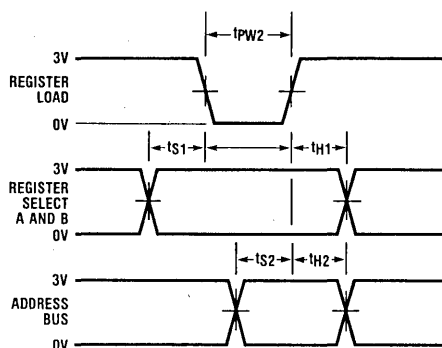 tPW2
3V
REGISTER
LOAD
0V
tS1
tH1
3V
REGISTER
SELECT
A AND B
0V
tS2
tH2
3V
ADDRESS
BUS
0V